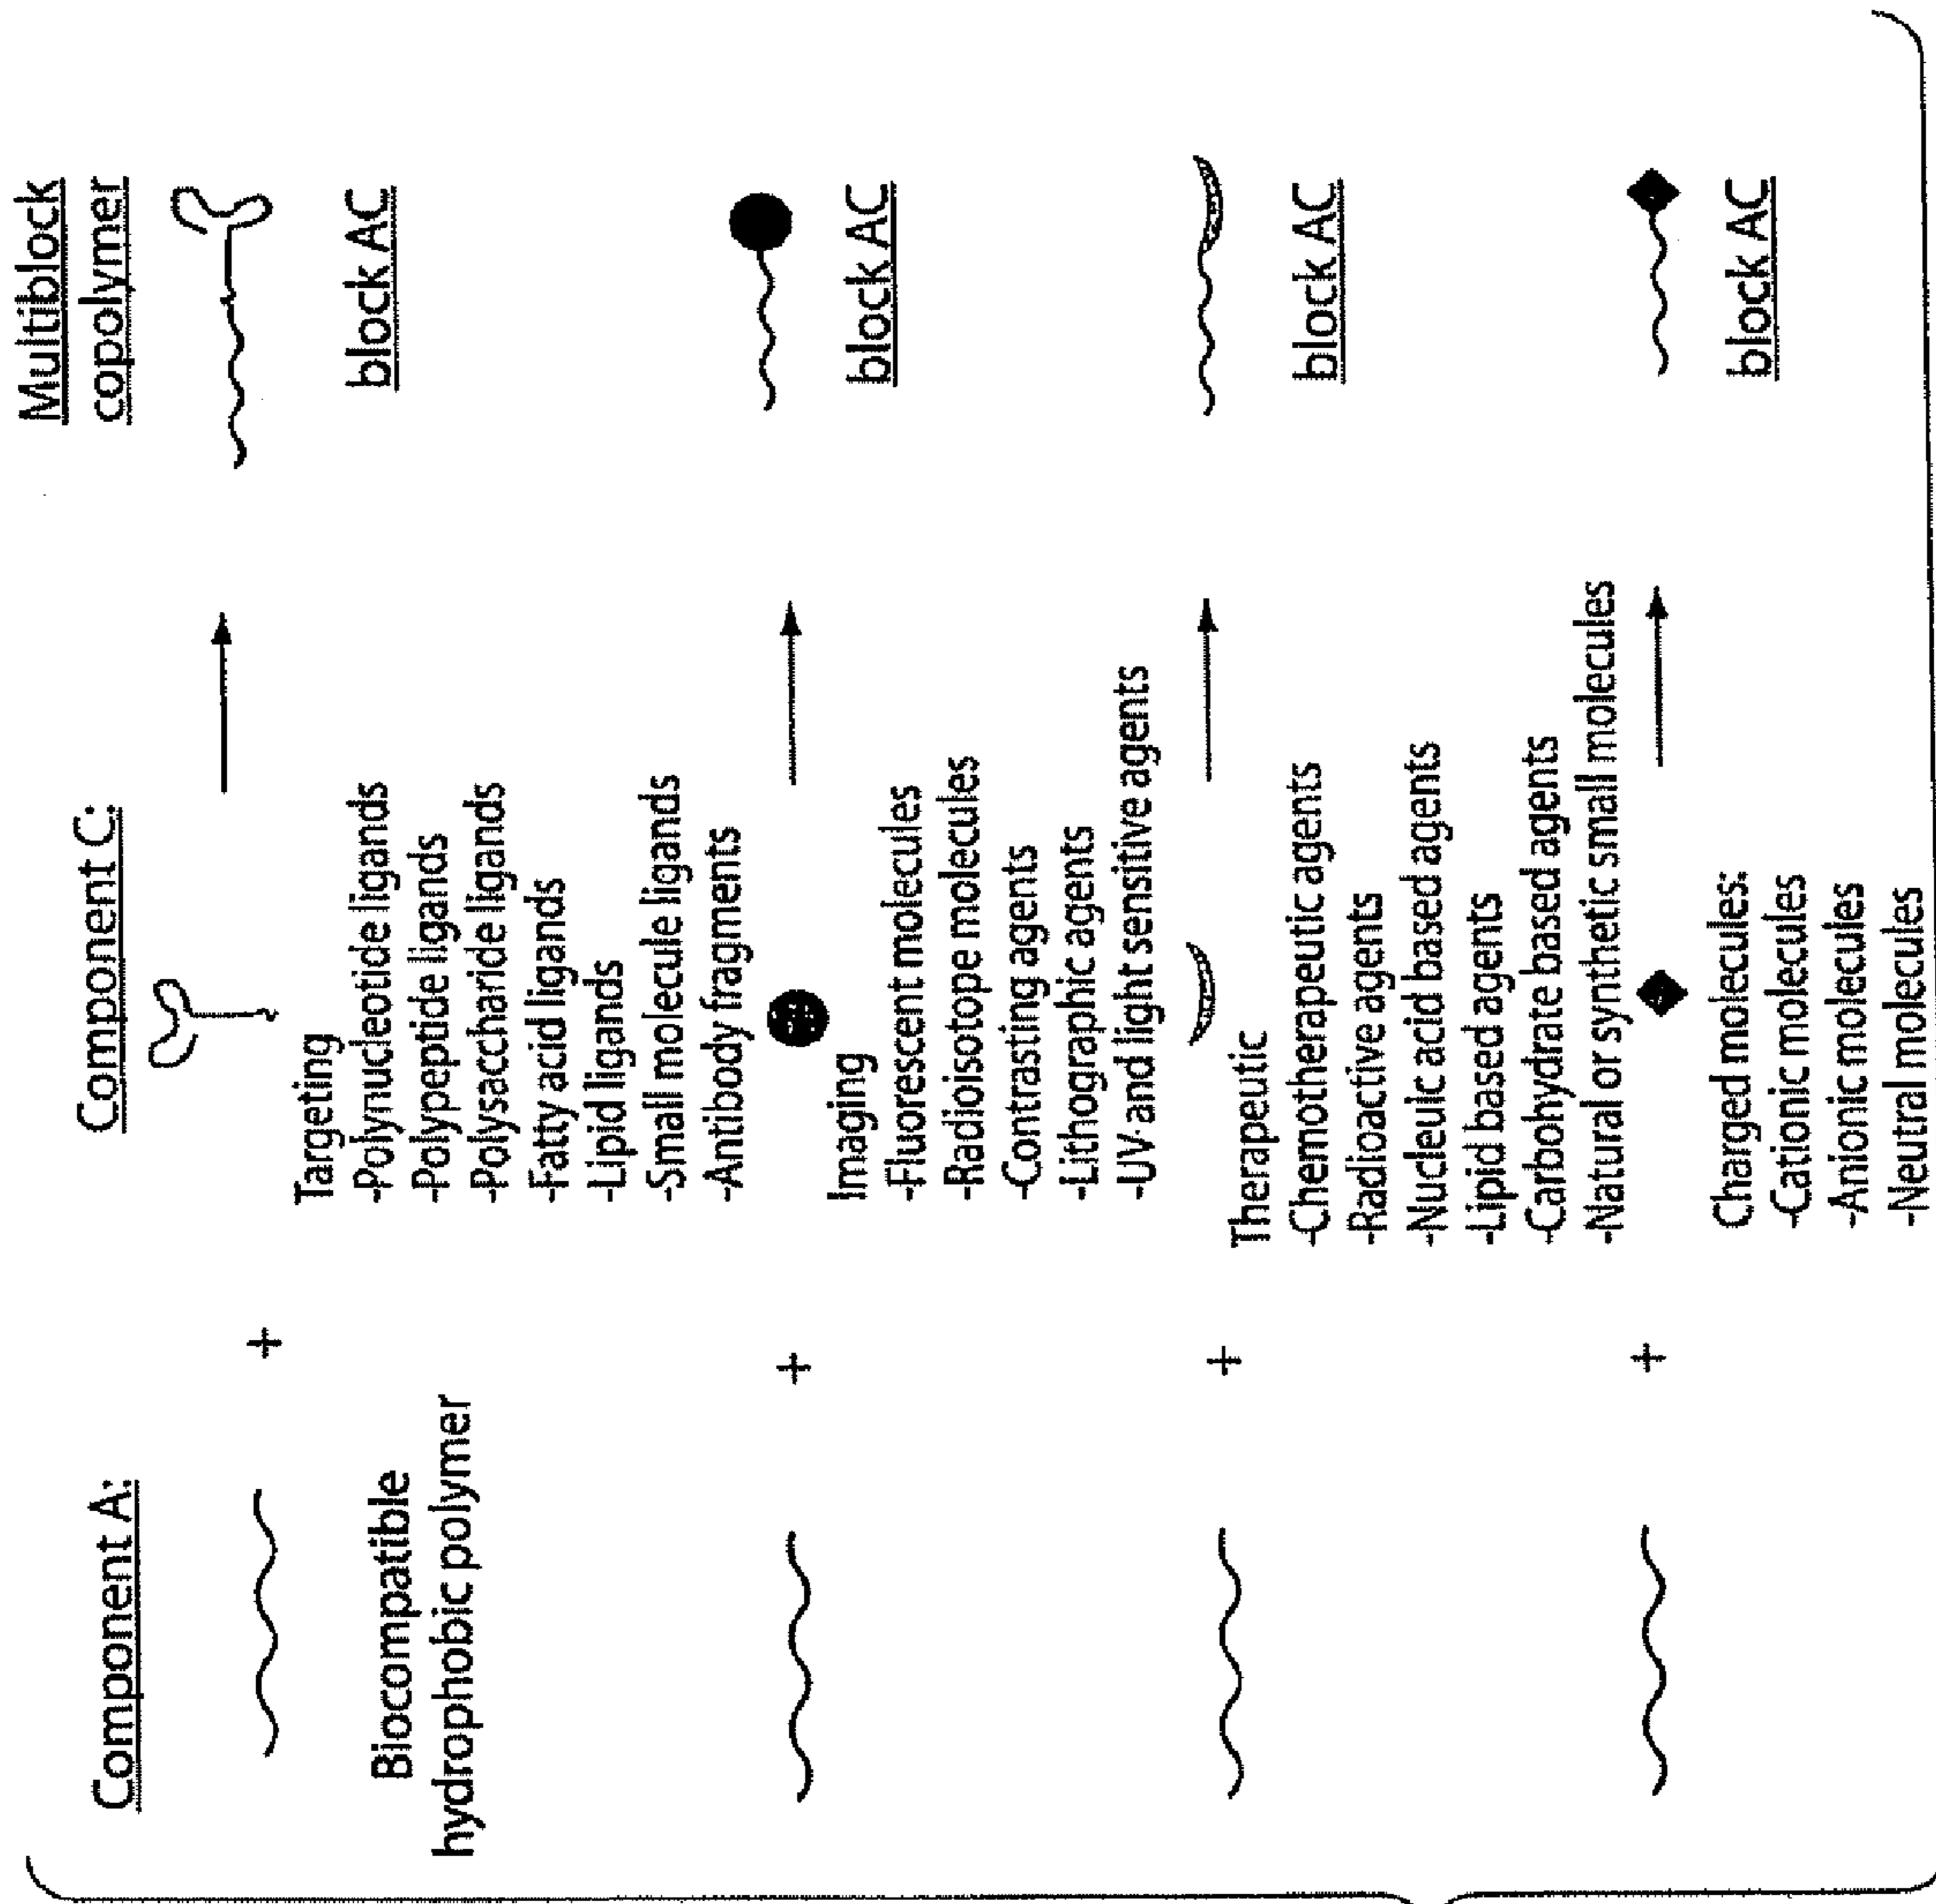 Component A:
Component C:
Multiblock
copolymer
+
Biocompatible
hydrophobic polymer
Targeting
-Polynucleotide ligands
-Polypeptide ligands
-Polysaccharide ligands
-Fatty acid ligands
-Lipid ligands
-Small molecule ligands
-Antibody fragments
block AC
+
Imaging
-Fluorescent molecules
-Radioisotope molecules
-Contrasting agents
-Lithographic agents
-UV and light sensitive agents
block AC
+
Therapeutic
-Chemotherapeutic agents
-Radioactive agents
-Nucleuic acid based agents
-Lipid based agents
-Carbohydrate based agents
-Natural or synthetic small molecules
block AC
+
Charged molecules:
-Cationic molecules
-Anionic molecules
-Neutral molecules
block AC